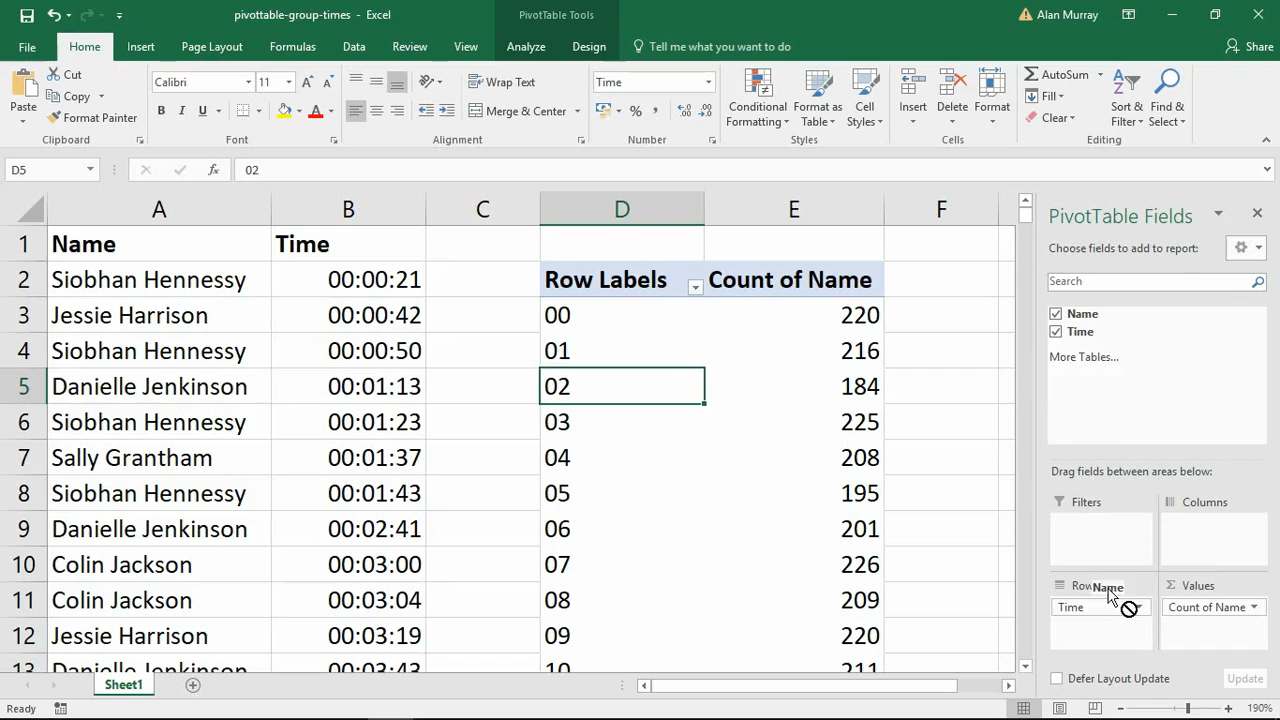 pivottable-group-times - Excel
PivotTable Tools
Alan Murray
File Home Insert Page Layout Formulas Data Review View Analyze Design Tell me what you want to do Share
Paste
Cut
Copy
Format Painter
Clipboard
Calibri 11
B I U A
Font
Wrap Text
Merge & Center
Alignment
Time
%
Number
Conditional Formatting
Format as Table
Cell Styles
Styles
Insert Delete Format
Cells
AutoSum
Fill
Clear
Sort & Filter
Find & Select
Editing
D5 fx 02
A B C D E F
1 Name Time
2 Siobhan Hennessy 00:00:21 Row Labels Count of Name
3 Jessie Harrison 00:00:42 00 220
4 Siobhan Hennessy 00:00:50 01 216
5 Danielle Jenkinson 00:01:13 02 184
6 Siobhan Hennessy 00:01:23 03 225
7 Sally Grantham 00:01:37 04 208
8 Siobhan Hennessy 00:01:43 05 195
9 Danielle Jenkinson 00:02:41 06 201
10 Colin Jackson 00:03:00 07 226
11 Colin Jackson 00:03:04 08 209
12 Jessie Harrison 00:03:19 09 220
13 Danielle Jenkinson 00:03:43 10 211
Sheet1
PivotTable Fields
Choose fields to add to report:
Search
Name
Time
More Tables...
Drag fields between areas below:
Filters Columns
Row Name Values
Time Count of Name
Defer Layout Update Update
Ready 190%